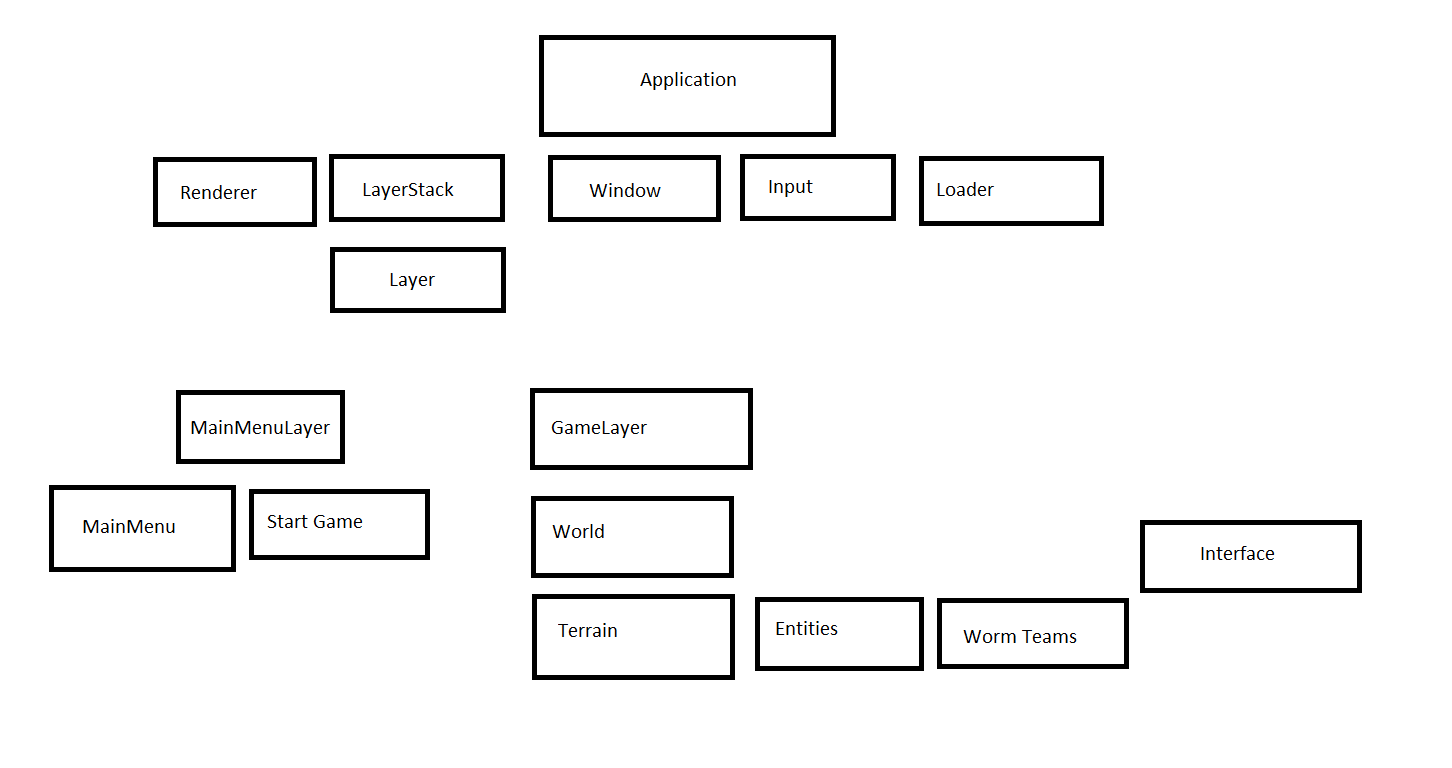 Application
Renderer
LayerStack
Window
Input
Loader
Layer
MainMenuLayer
GameLayer
MainMenu
Start Game
World
Interface
Terrain
Entities
Worm Teams